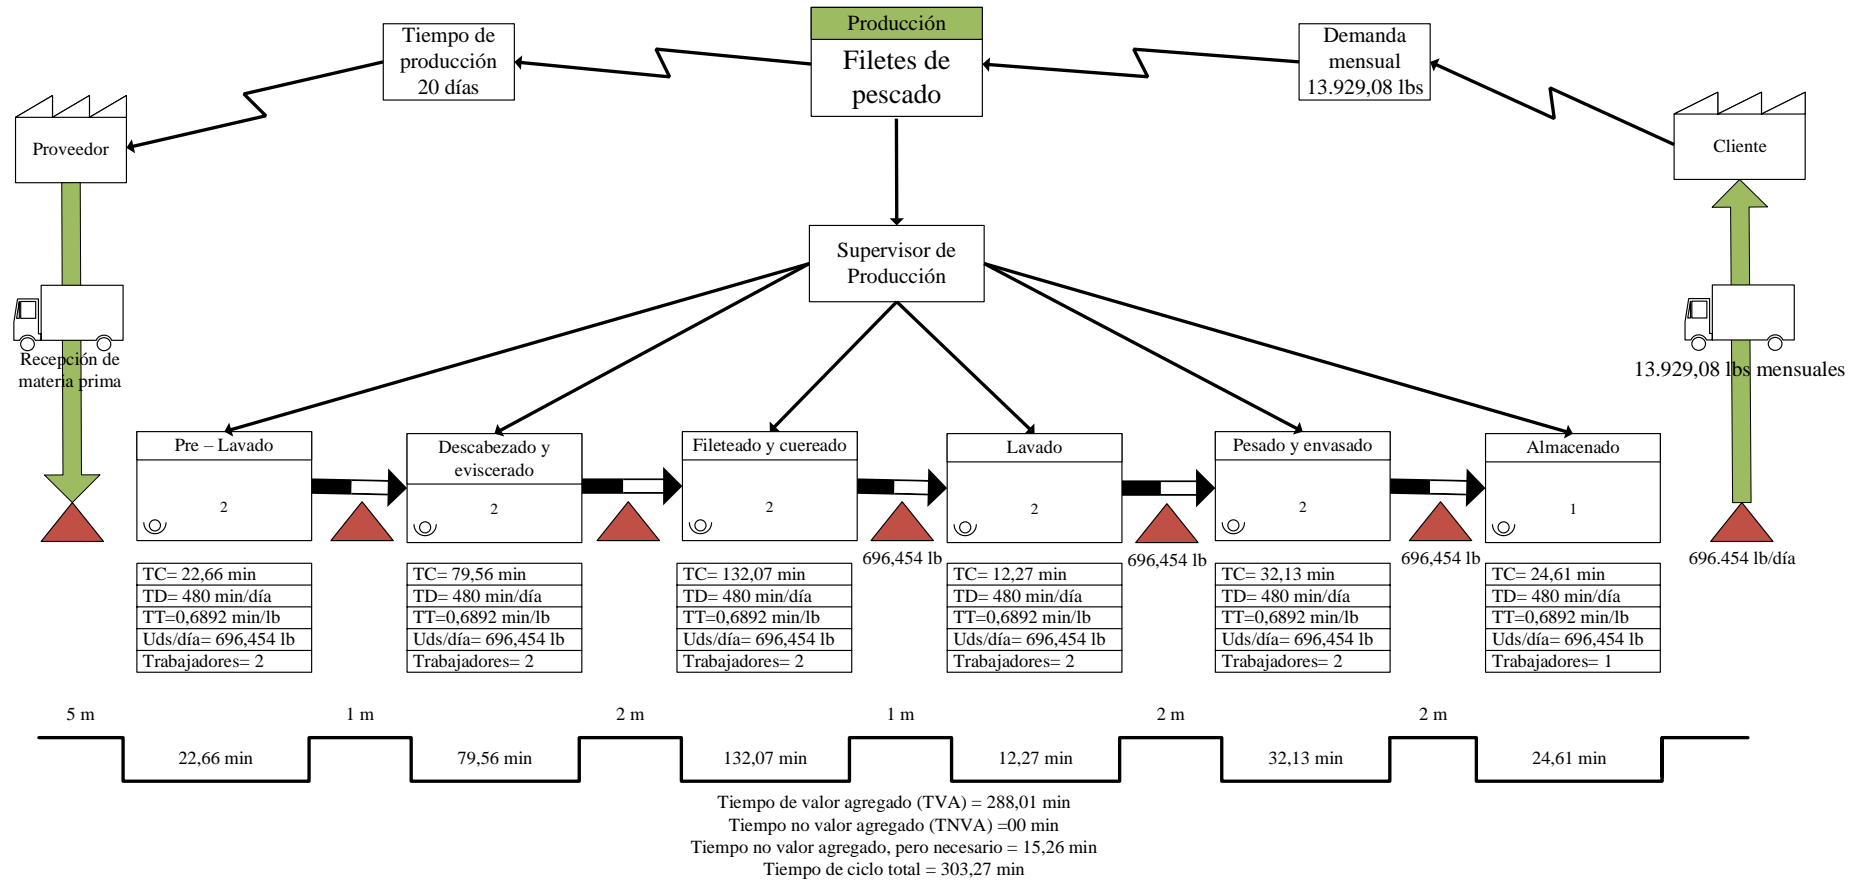 Producción
Filetes de
pescado
Tiempo de
producción
20 días
Demanda
mensual
13.929,08 lbs
Proveedor
Cliente
Supervisor de
Producción
Recepción de
materia prima
13.929,08 lbs mensuales
Pre – Lavado
2
Descabezado y
eviscerado
2
Fileteado y cuereado
2
Lavado
2
Pesado y envasado
2
Almacenado
1
696,454 lb
696,454 lb
696,454 lb
696.454 lb/día
TC= 22,66 min
TD= 480 min/día
TT=0,6892 min/lb
Uds/día= 696,454 lb
Trabajadores= 2
TC= 79,56 min
TD= 480 min/día
TT=0,6892 min/lb
Uds/día= 696,454 lb
Trabajadores= 2
TC= 132,07 min
TD= 480 min/día
TT=0,6892 min/lb
Uds/día= 696,454 lb
Trabajadores= 2
TC= 12,27 min
TD= 480 min/día
TT=0,6892 min/lb
Uds/día= 696,454 lb
Trabajadores= 2
TC= 32,13 min
TD= 480 min/día
TT=0,6892 min/lb
Uds/día= 696,454 lb
Trabajadores= 2
TC= 24,61 min
TD= 480 min/día
TT=0,6892 min/lb
Uds/día= 696,454 lb
Trabajadores= 1
5 m
1 m
2 m
1 m
2 m
2 m
22,66 min
79,56 min
132,07 min
12,27 min
32,13 min
24,61 min
Tiempo de valor agregado (TVA) = 288,01 min
Tiempo no valor agregado (TNVA) =00 min
Tiempo no valor agregado, pero necesario = 15,26 min
Tiempo de ciclo total = 303,27 min